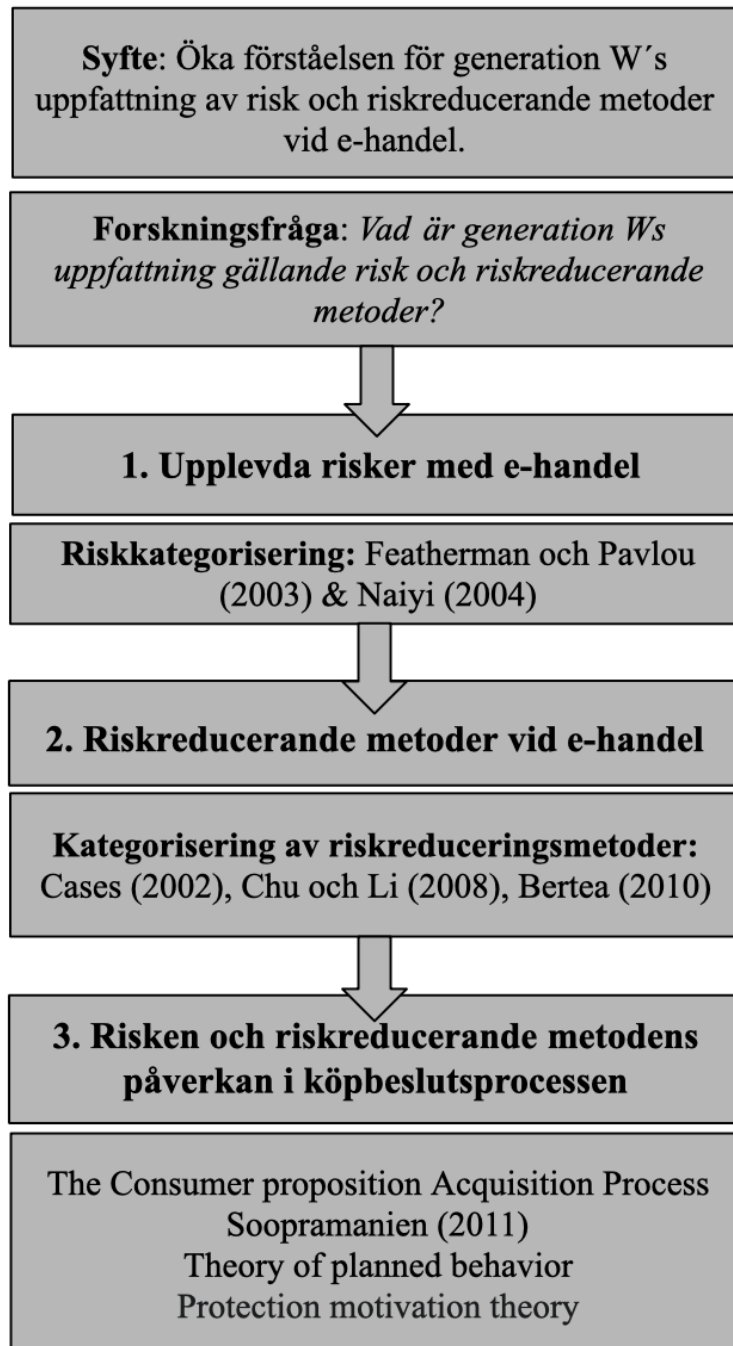 Syfte: Öka förståelsen för generation W´s
uppfattning av risk och riskreducerande metoder
vid e-handel.
Forskningsfråga: Vad är generation Ws
uppfattning gällande risk och riskreducerande
metoder?
1. Upplevda risker med e-handel
Riskkategorisering: Featherman och Pavlou
(2003) & Naiyi (2004)
2. Riskreducerande metoder vid e-handel
Kategorisering av riskreduceringsmetoder:
Cases (2002), Chu och Li (2008), Bertea (2010)
3. Risken och riskreducerande metodens
påverkan i köpbeslutsprocessen
The Consumer proposition Acquisition Process
Soopramanien (2011)
Theory of planned behavior
Protection motivation theory